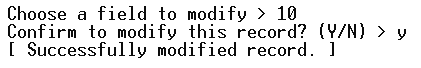 Choose a field to modify > 10
Confirm to modify this record? (Y/N) > y
[ Successfully modified record. ]